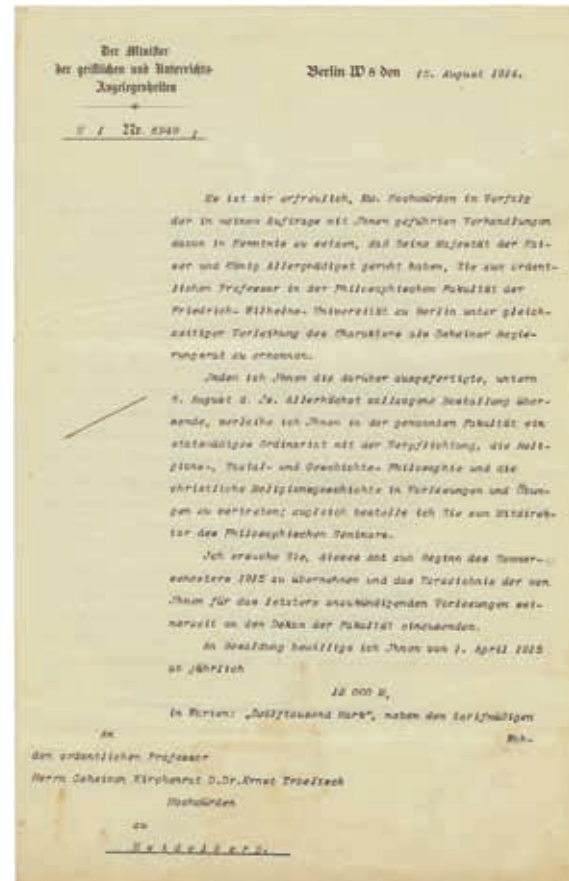 Der Minister
der geistlichen und Unterrichts-
Angelegenheiten
Berlin W 8 den 15. August 1914.
U I Nr. 6949
Es ist mir erfreulich, Ew. Hochwürden in Verfolg
der in meinem Auftrage mit Ihnen geführten Verhandlungen
davon in Kenntnis zu setzen, daß Seine Majestät der Kai-
ser und König Allergnädigst geruht haben, Sie zum ordent-
lichen Professor in der Philosophischen Fakultät der
Friedrich- Wilhelms- Universität zu Berlin unter gleich-
zeitiger Verleihung des Charakters als Geheimer Regie-
rungsrat zu ernennen.
Indem ich Ihnen die darüber ausgefertigte, unterm
August d. Js. Allerhöchst vollzogene Bestallung über-
sende, verleihe ich Ihnen in der genannten Fakultät ein
etatsmäßiges Ordinariat mit der Verpflichtung, die Reli-
gions-, Sozial- und Geschichts- Philosophie und die
christliche Religionsgeschichte in Vorlesungen und Übun-
gen zu vertreten; zugleich bestelle ich Sie zum Mitdirek-
tor des Philosophischen Seminars.
Ich ersuche Sie, dieses Amt zum Beginn des Sommer-
semesters 1915 zu übernehmen und das Verzeichnis der von
Ihnen für das letztere anzukündigenden Vorlesungen sei-
nerzeit an den Dekan der Fakultät einzusenden.
An Besoldung bewillige ich Ihnen vom 1. April 1915
ab jährlich
12 000 M,
in Worten: „Zwölftausend Mark“, neben dem tarifmäßigen
Woh-
An
den ordentlichen Professor
Herrn Geheimen Kirchenrat D.Dr.Ernst Troeltsch
Hochwürden
zu
Heidelberg.